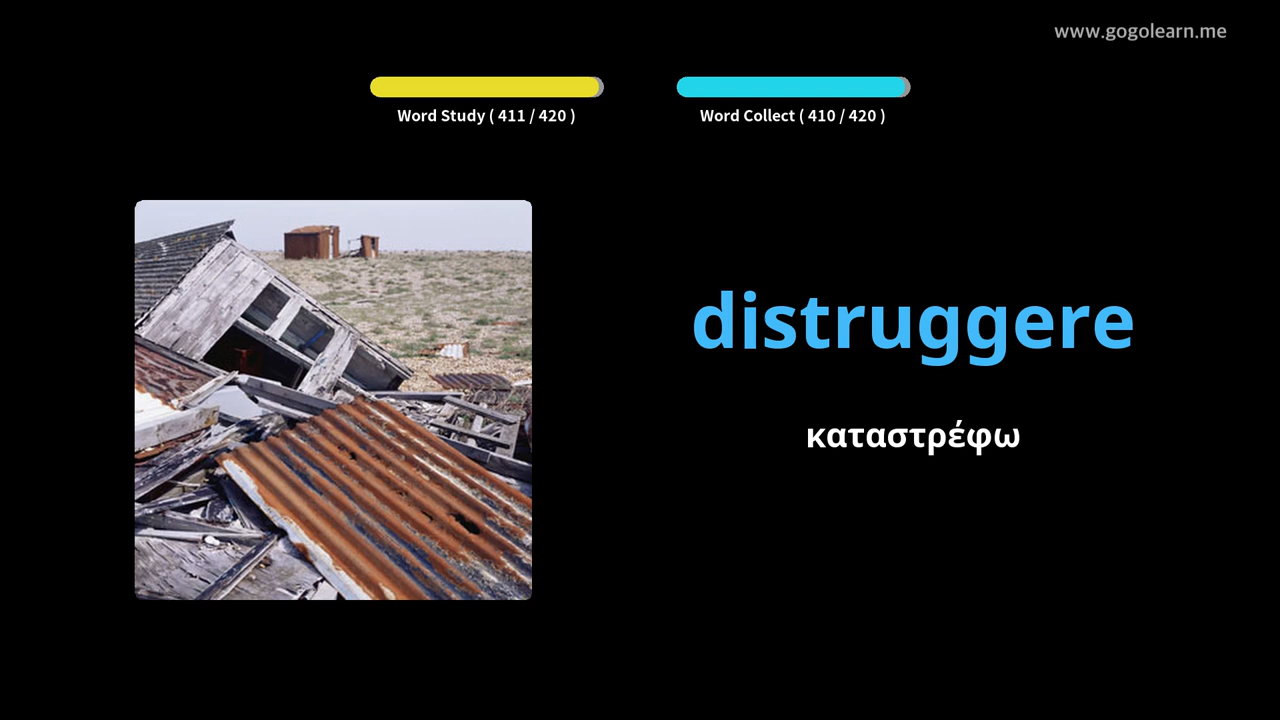 www.gogolearn.me
Word Study ( 411 / 420 )
Word Collect ( 410 / 420 )
distruggere
καταστρέφω